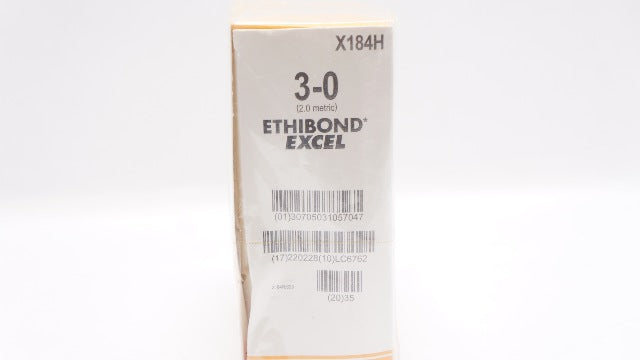 X184H
3-0
(2.0 metric)
ETHIBOND*
EXCEL
(01)30705031057047
(17)220228(10)LC6762
(20)35